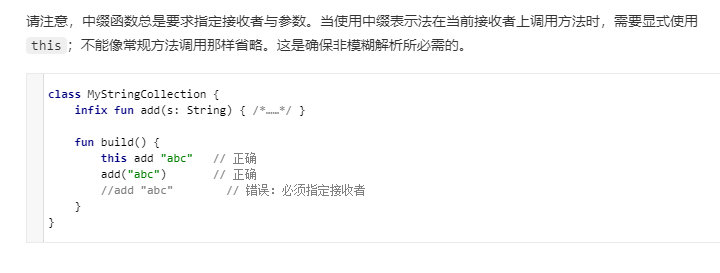 请注意，中缀函数总是要求指定接收者与参数。当使用中缀表示法在当前接收者上调用方法时，需要显式使用
this；不能像常规方法调用那样省略。这是确保非模糊解析所必需的。
class MyStringCollection {
    infix fun add(s: String) { /*……*/ }

    fun build() {
        this add "abc"   // 正确
        add("abc")       // 正确
        //add "abc"        // 错误：必须指定接收者
    }
}